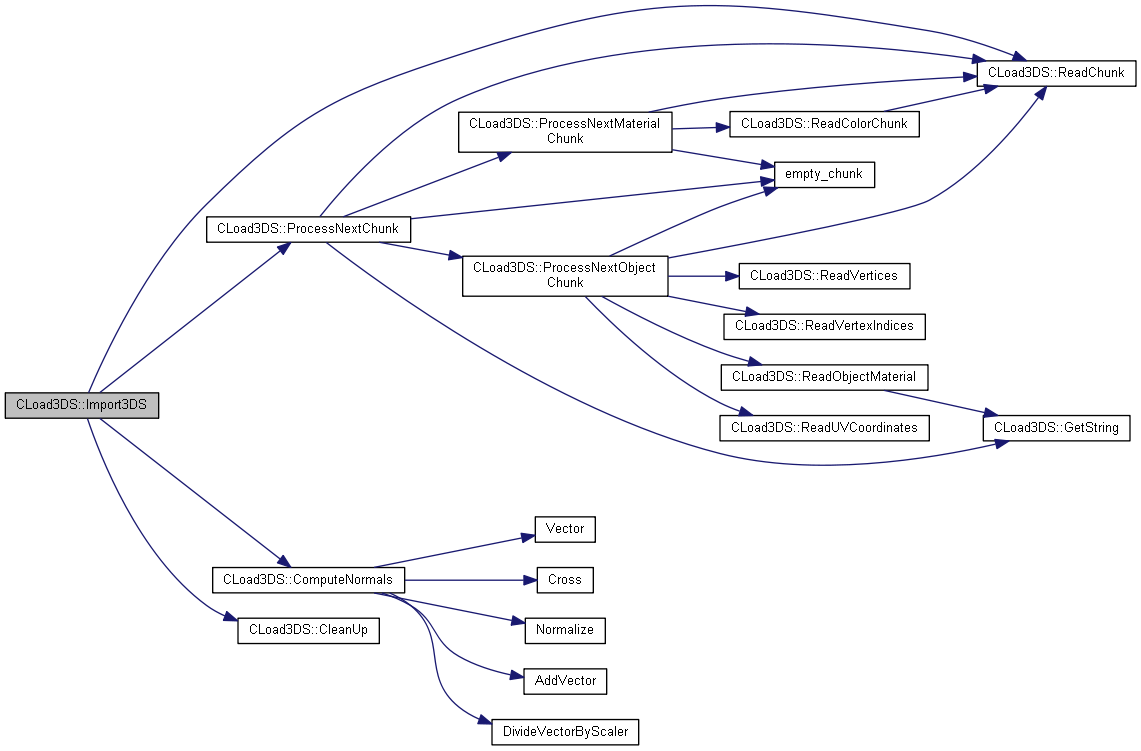 CLoad3DS::ReadChunk
CLoad3DS::ProcessNextMaterial
Chunk
CLoad3DS::ReadColorChunk
empty_chunk
CLoad3DS::ProcessNextChunk
CLoad3DS::ProcessNextObject
Chunk
CLoad3DS::ReadVertices
CLoad3DS::ReadVertexIndices
CLoad3DS::ReadObjectMaterial
CLoad3DS::Import3DS
CLoad3DS::ReadUVCoordinates
CLoad3DS::GetString
Vector
CLoad3DS::ComputeNormals
Cross
CLoad3DS::CleanUp
Normalize
AddVector
DivideVectorByScaler